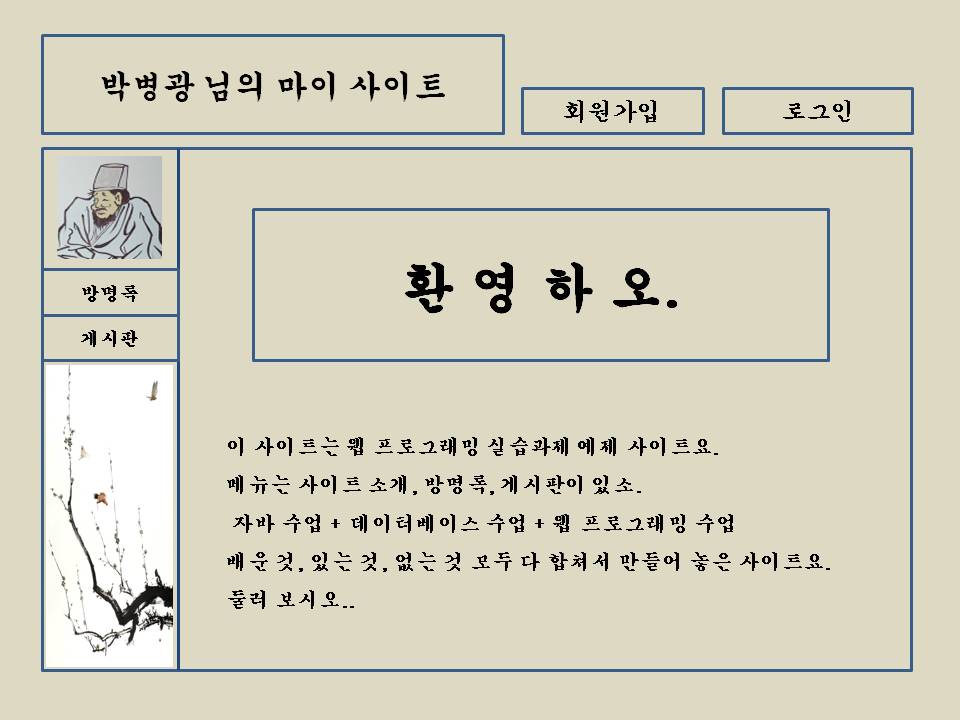 박병광 님의 마이 사이트
회원가입
로그인
방명록
게시판
환 영 하 오.
이 사이트는 웹 프로그래밍 실습과제 예제 사이트요.
메뉴는 사이트 소개, 방명록, 게시판이 있소.
자바 수업 + 데이터베이스 수업 + 웹 프로그래밍 수업
배운 것, 있는 것, 없는 것 모두 다 합쳐서 만들어 놓은 사이트요.
둘러 보시오..